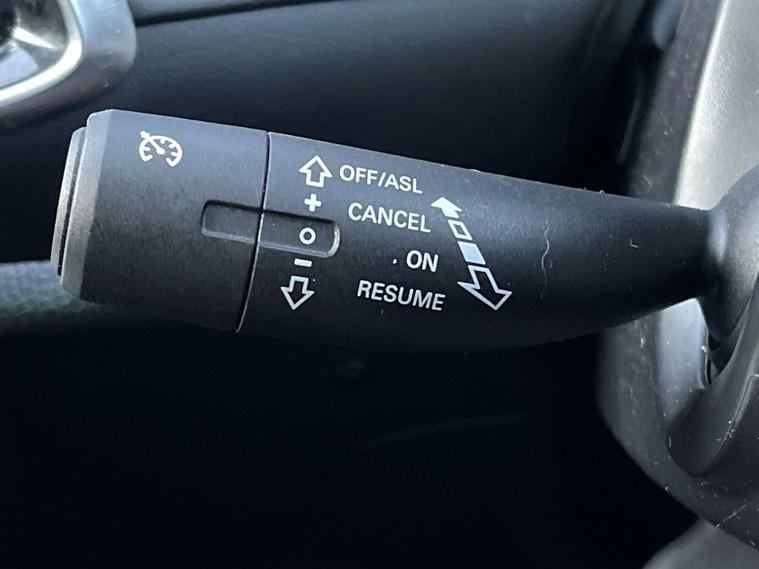 OFF/ASL
+
CANCEL
O
ON
−
RESUME